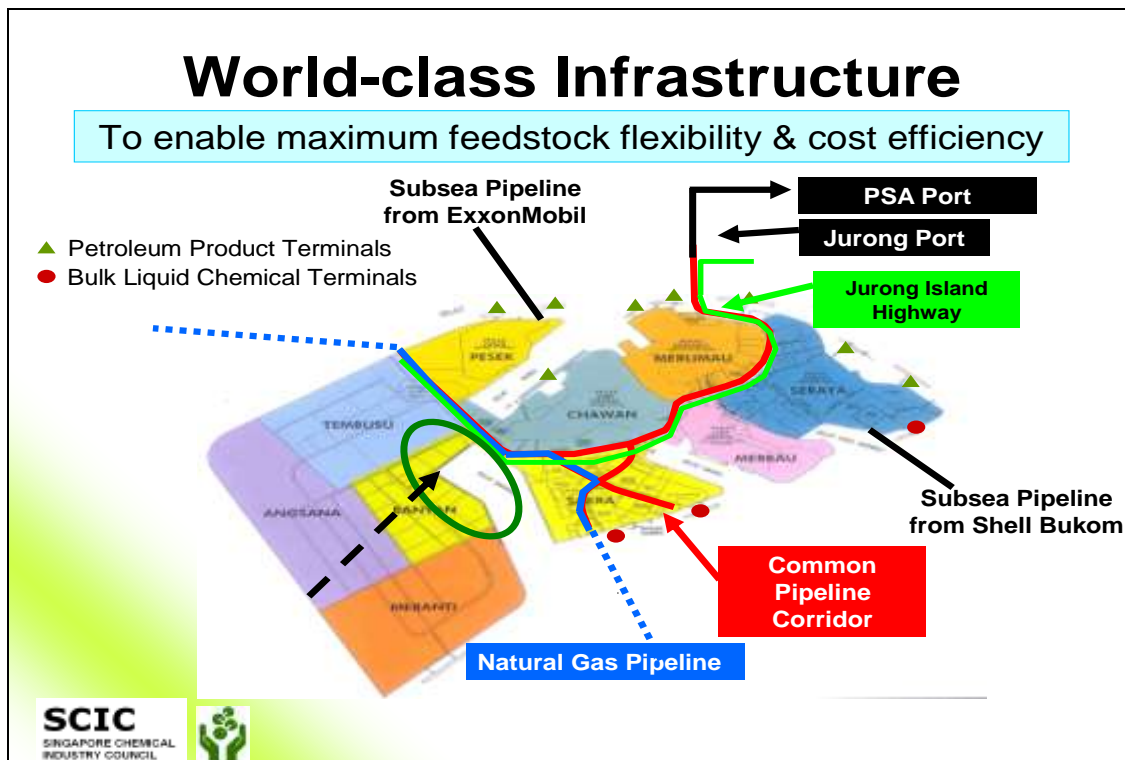 World-class Infrastructure
To enable maximum feedstock flexibility & cost efficiency
Subsea Pipeline
from ExxonMobil
PSA Port
Jurong Port
Petroleum Product Terminals
Bulk Liquid Chemical Terminals
Jurong Island
Highway
PESEK
MERLIMAU
SERAYA
CHAWAN
TEMBUSU
MERBAU
SAKRA
ANGSANA
BANYAN
Subsea Pipeline
from Shell Bukom
Common
Pipeline
Corridor
MERANTI
Natural Gas Pipeline
SCIC
SINGAPORE CHEMICAL
INDUSTRY COUNCIL